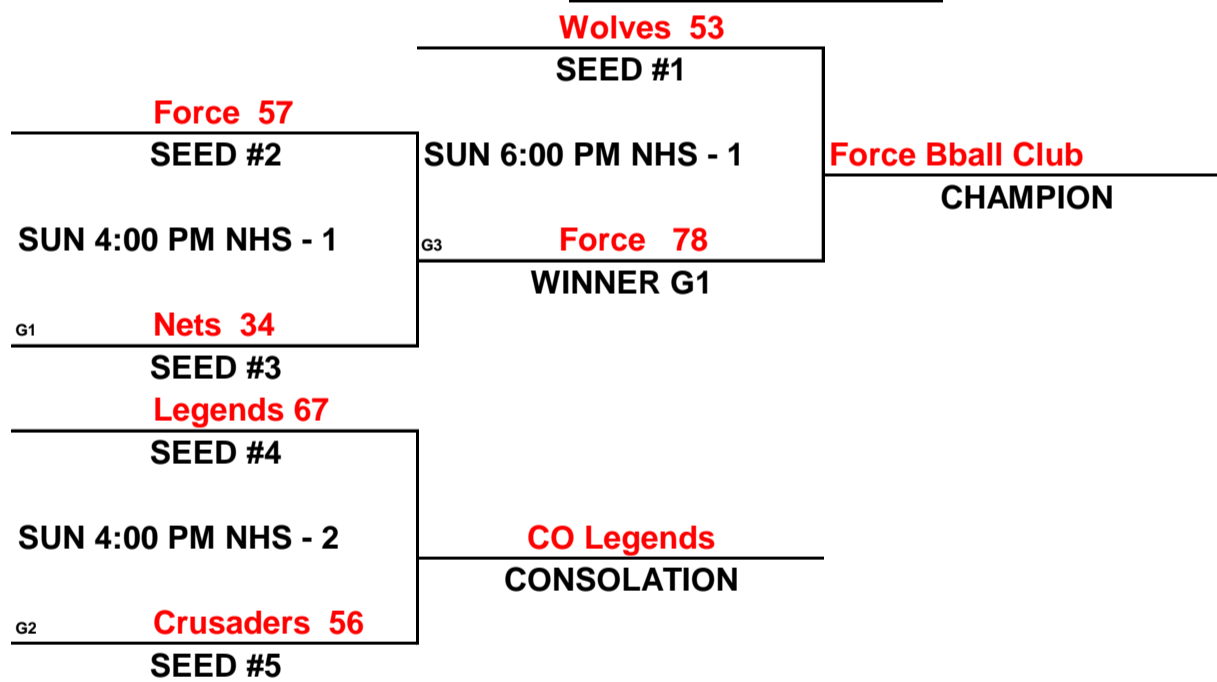 Wolves 53
SEED #1
Force 57
SEED #2
SUN 6:00 PM NHS - 1
Force Bball Club
CHAMPION
SUN 4:00 PM NHS - 1
G3
Force 78
WINNER G1
G1
Nets 34
SEED #3
Legends 67
SEED #4
SUN 4:00 PM NHS - 2
CO Legends
CONSOLATION
G2
Crusaders 56
SEED #5